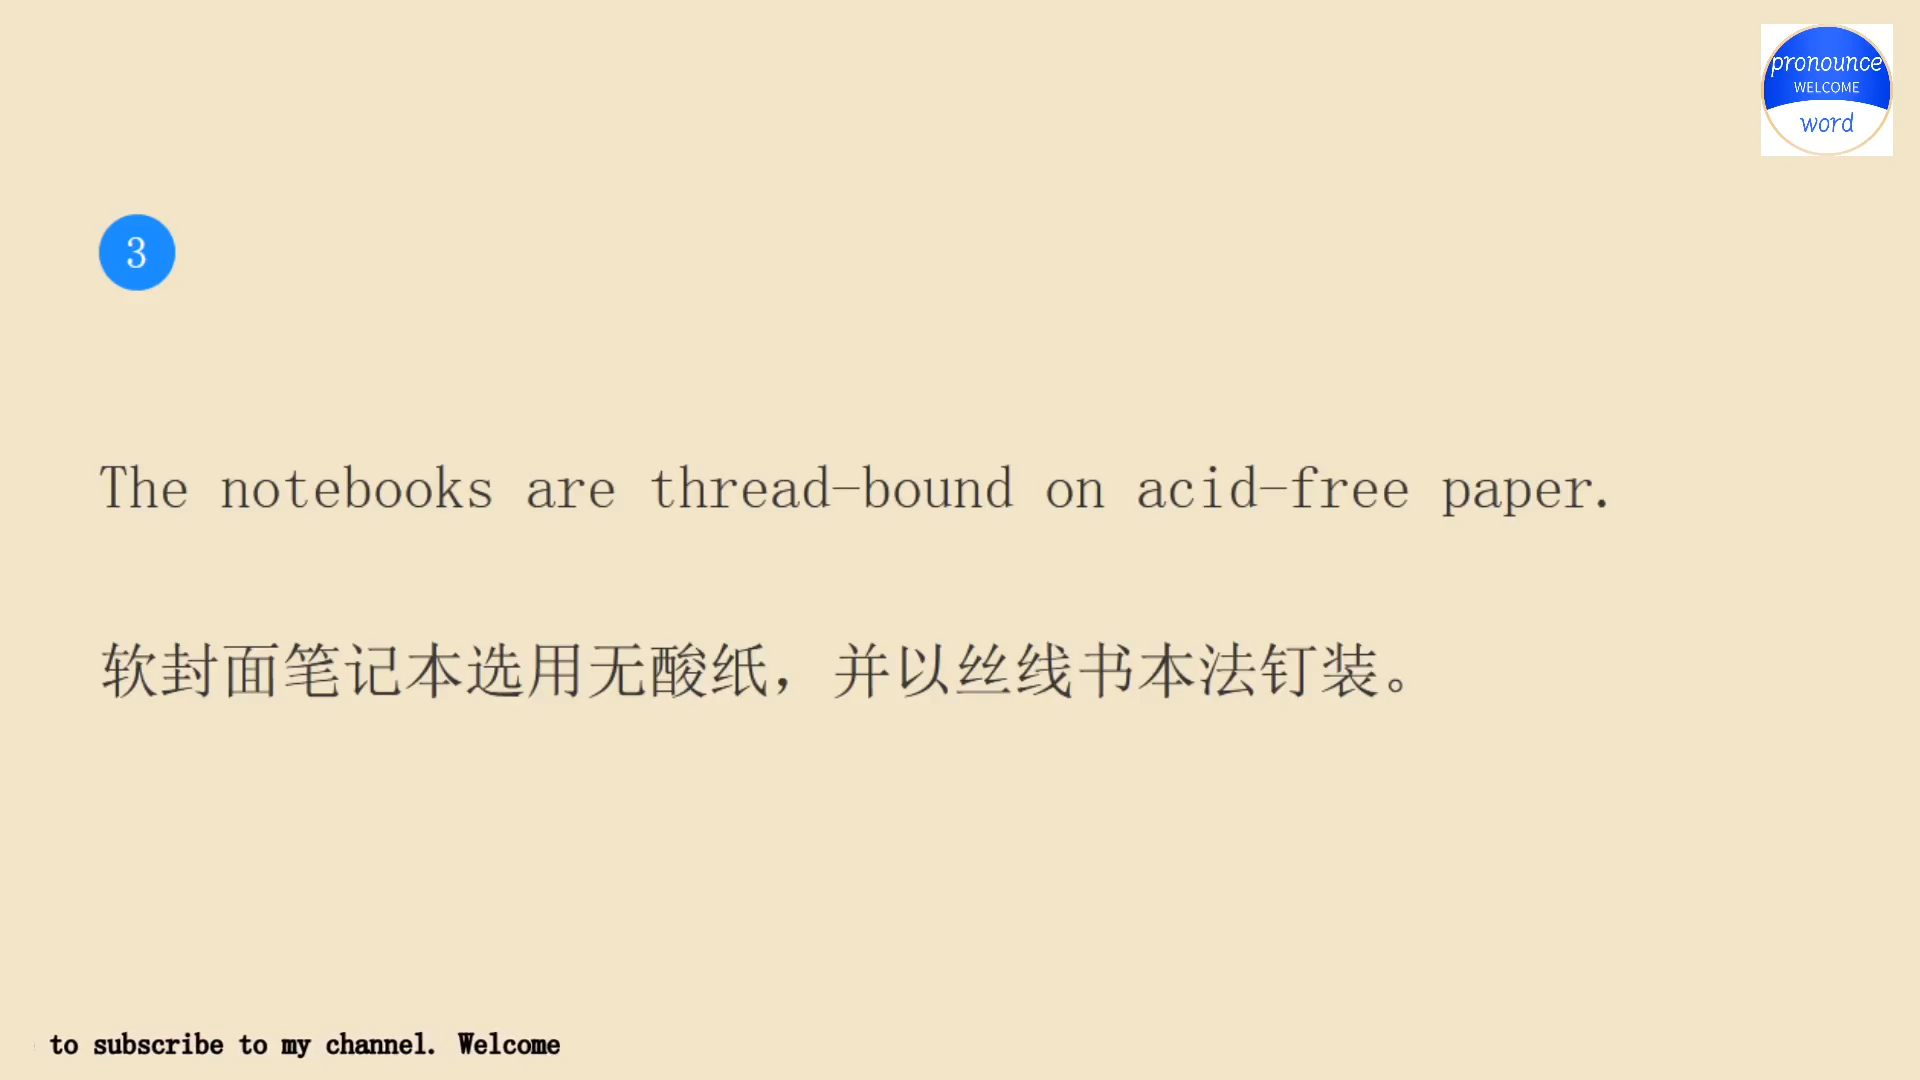 pronounce
WELCOME
word
3
The notebooks are thread-bound on acid-free paper.
软封面笔记本选用无酸纸，并以丝线书本法钉装。
to subscribe to my channel. Welcome